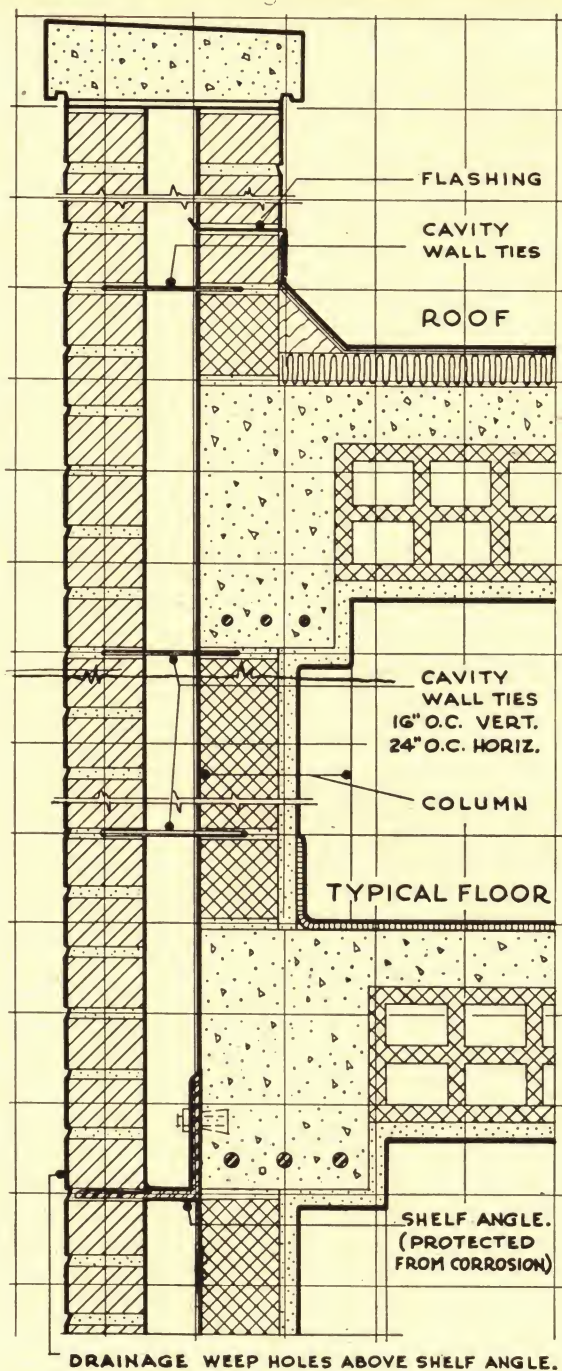 FLASHING
CAVITY
WALL TIES
ROOF
CAVITY
WALL TIES
16" O.C. VERT.
24" O.C. HORIZ.
COLUMN
TYPICAL FLOOR
SHELF ANGLE.
(PROTECTED
FROM CORROSION)
DRAINAGE WEEP HOLES ABOVE SHELF ANGLE.